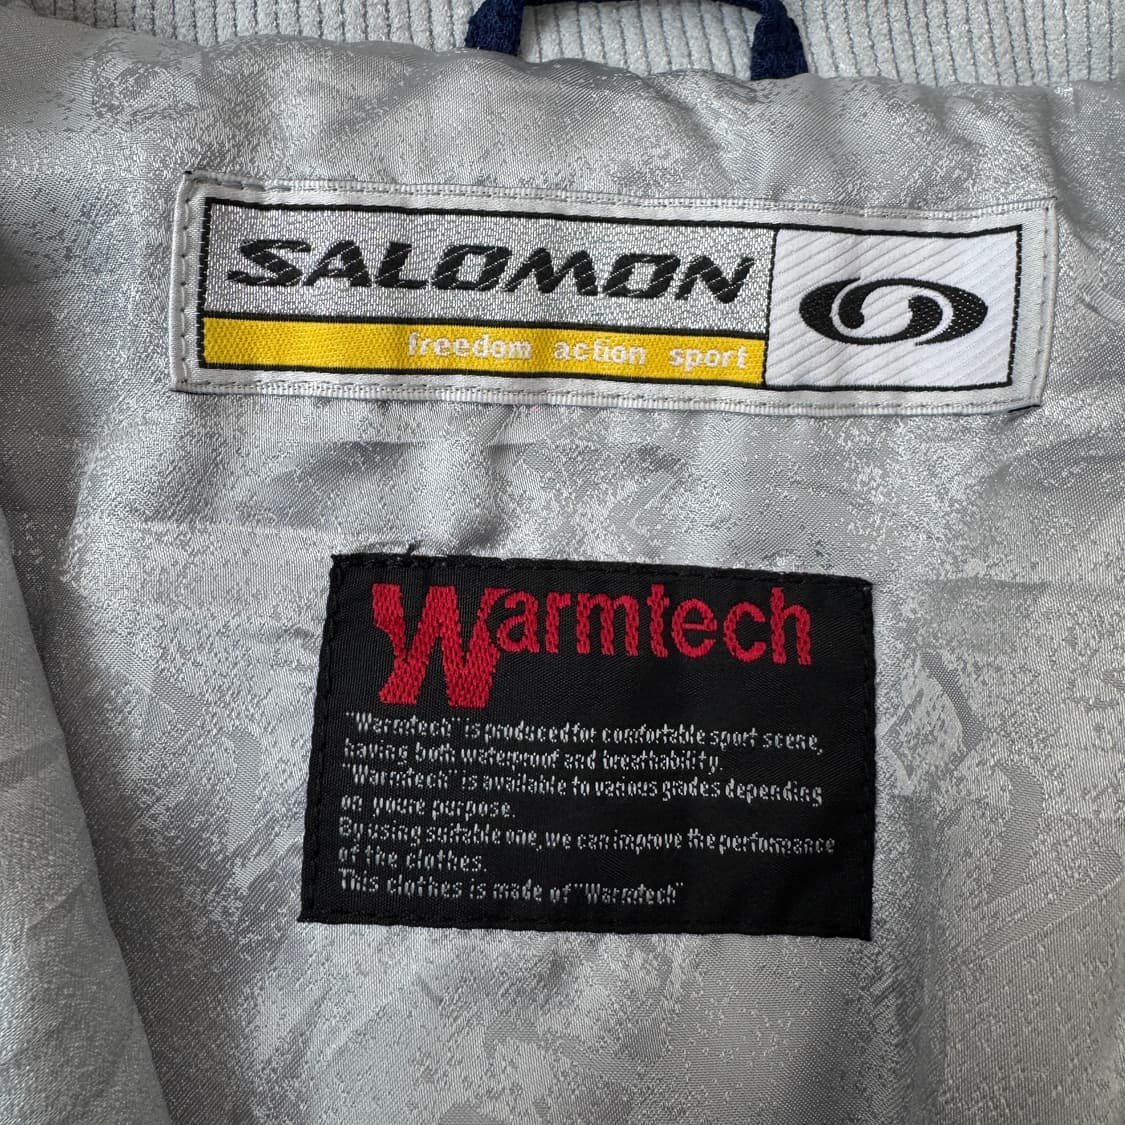 SALOMON
freedom action sport
Warmtech
"Warmtech" is produced for comfortable sport scene,
having both waterproof and breathability.
"Warmtech" is available to various grades depending
on youre purpose.
By using suitable one, we can improve the performance
of the clothes.
This clothes is made of "Warmtech"